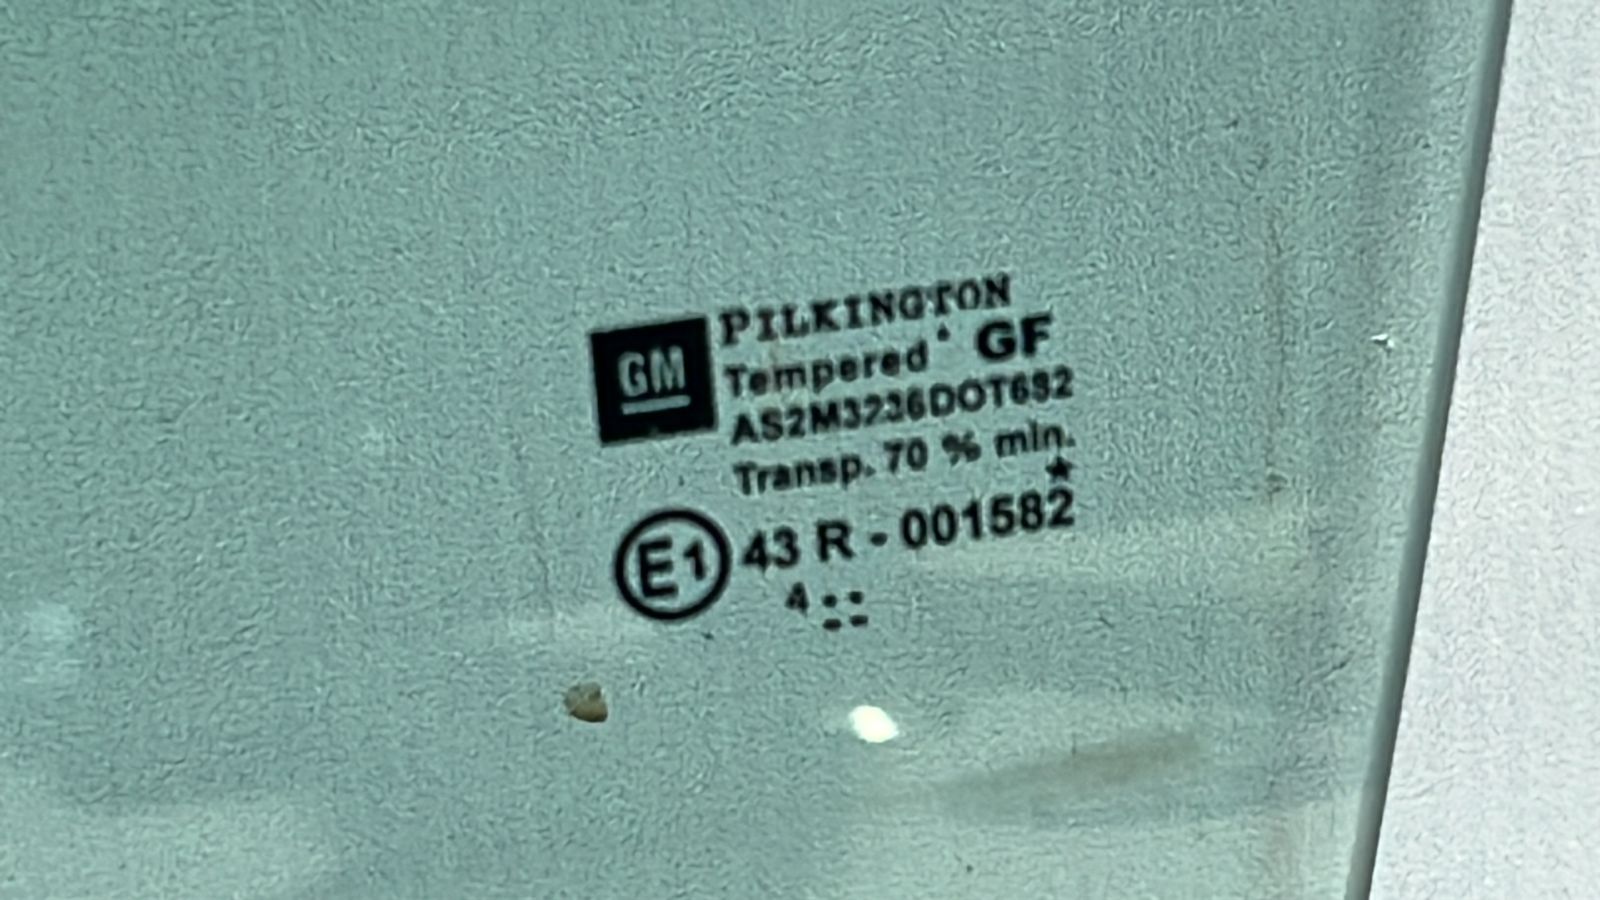 GM
PILKINGTON
Tempered GF
AS2M3236DOT682
Transp. 70 % min.
E1 43 R - 001582
4